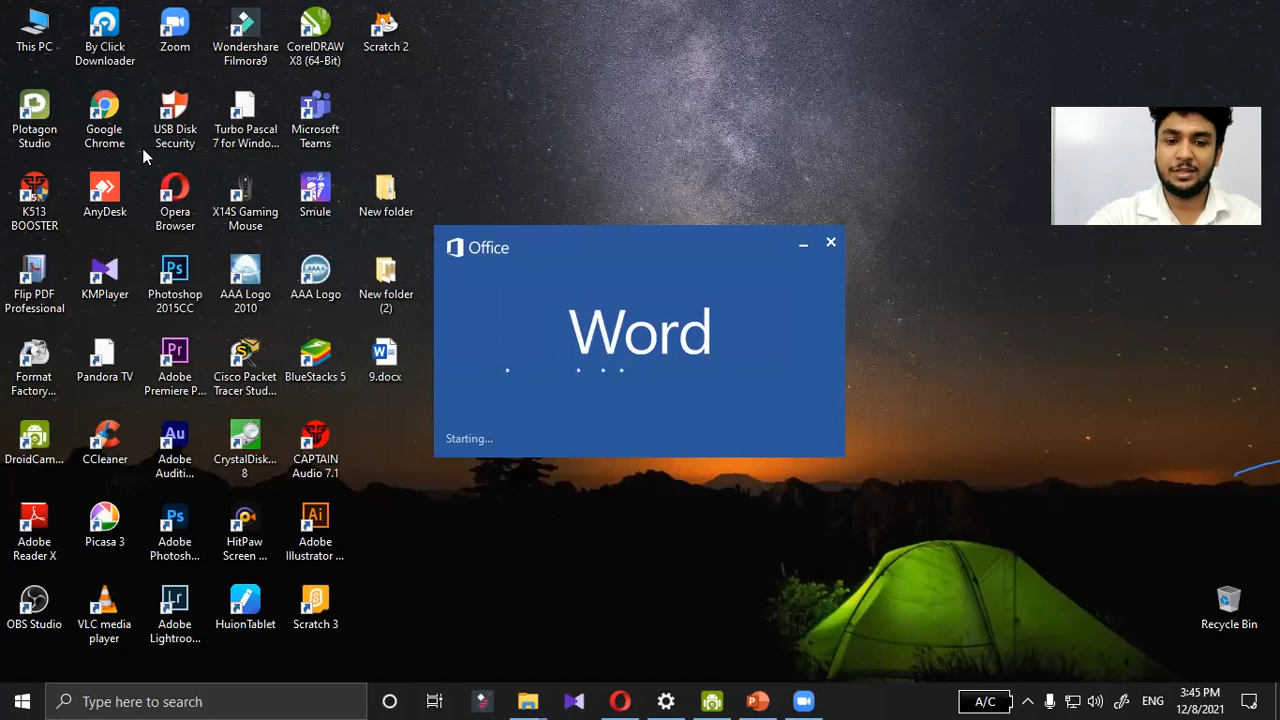 This PC
By Click
Downloader
Zoom
Wondershare
Filmora9
CorelDRAW
X8 (64-Bit)
Scratch 2
Plotagon
Studio
Google
Chrome
USB Disk
Security
Turbo Pascal
7 for Windo...
Microsoft
Teams
K513
BOOSTER
AnyDesk
Opera
Browser
X14S Gaming
Mouse
Smule
New folder
Flip PDF
Professional
KMPlayer
Photoshop
2015CC
AAA Logo
2010
AAA Logo
New folder
(2)
Format
Factory...
Pandora TV
Adobe
Premiere P...
Cisco Packet
Tracer Stud...
BlueStacks 5
9.docx
DroidCam...
CCleaner
Adobe
Auditi...
CrystalDisk...
8
CAPTAIN
Audio 7.1
Adobe
Reader X
Picasa 3
Adobe
Photosh...
HitPaw
Screen ...
Adobe
Illustrator ...
OBS Studio
VLC media
player
Adobe
Lightroo...
HuionTablet
Scratch 3
Office
Word
Starting...
Recycle Bin
Type here to search
A/C
ENG
3:45 PM
12/8/2021